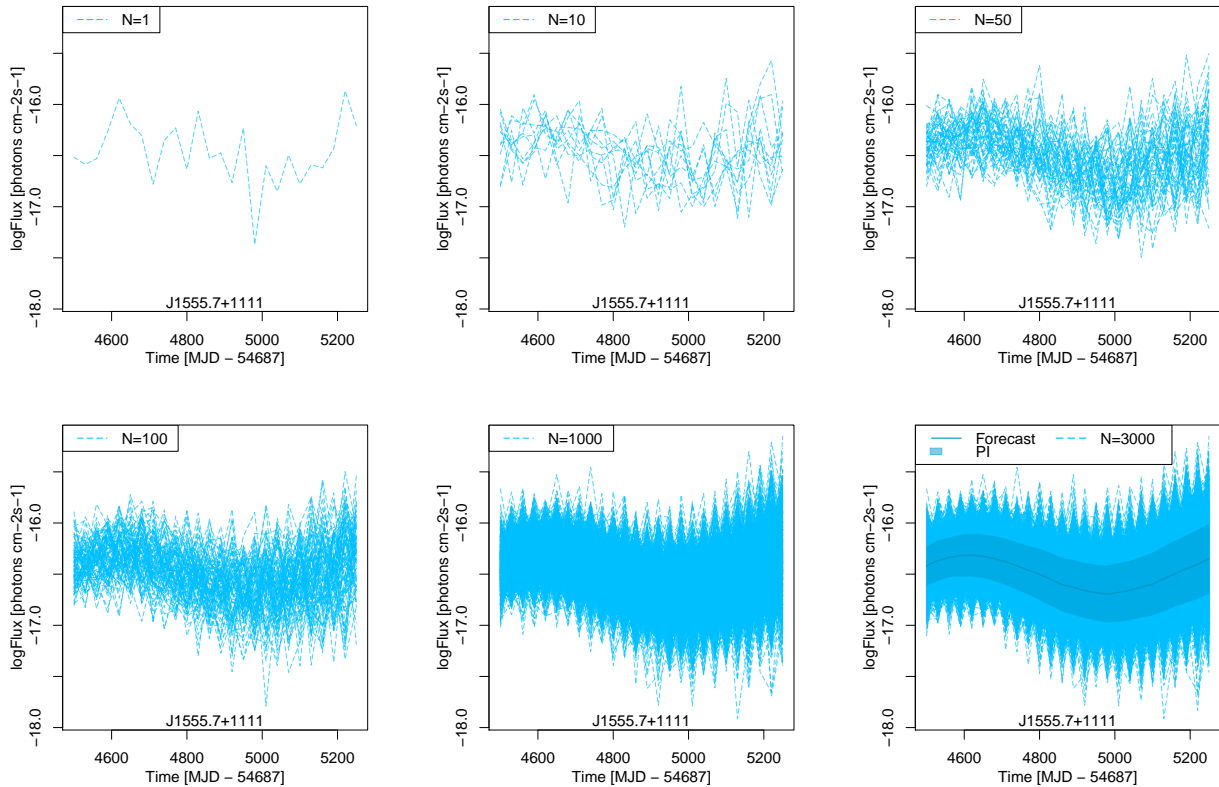 N=1
logFlux [photons cm−2s−1]
−16.0
−17.0
−18.0
J1555.7+1111
4600 4800 5000 5200
Time [MJD − 54687]
N=10
logFlux [photons cm−2s−1]
−16.0
−17.0
−18.0
J1555.7+1111
4600 4800 5000 5200
Time [MJD − 54687]
N=50
logFlux [photons cm−2s−1]
−16.0
−17.0
−18.0
J1555.7+1111
4600 4800 5000 5200
Time [MJD − 54687]
N=100
logFlux [photons cm−2s−1]
−16.0
−17.0
−18.0
J1555.7+1111
4600 4800 5000 5200
Time [MJD − 54687]
N=1000
logFlux [photons cm−2s−1]
−16.0
−17.0
−18.0
J1555.7+1111
4600 4800 5000 5200
Time [MJD − 54687]
Forecast N=3000
PI
logFlux [photons cm−2s−1]
−16.0
−17.0
−18.0
J1555.7+1111
4600 4800 5000 5200
Time [MJD − 54687]